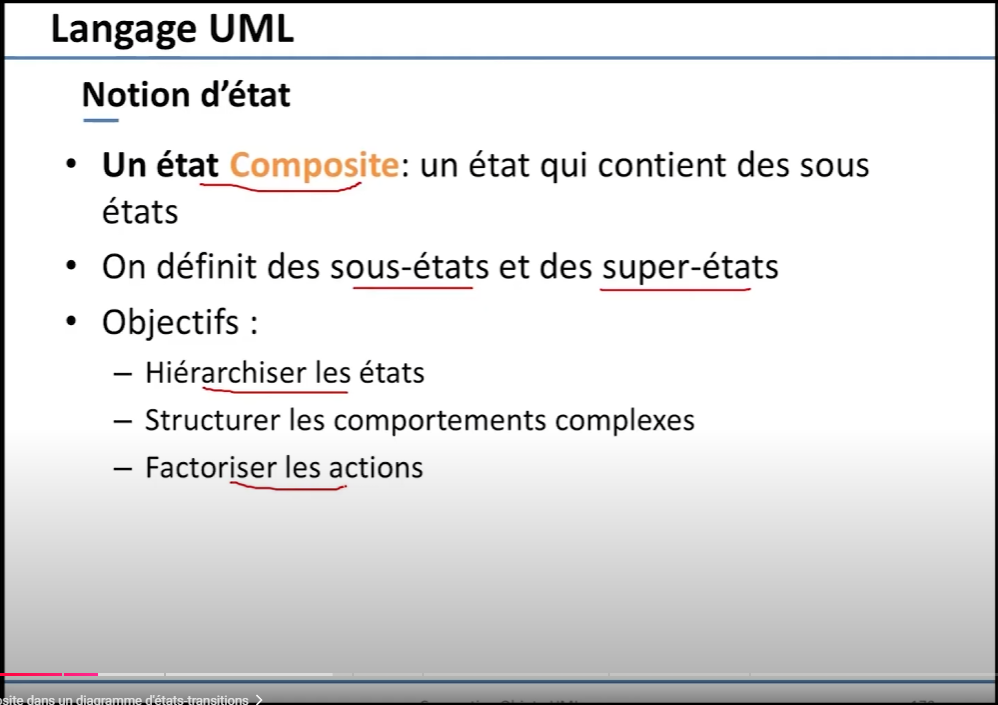 Langage UML
Notion d'état
• Un état Composite: un état qui contient des sous
états
• On définit des sous-états et des super-états
• Objectifs :
– Hiérarchiser les états
– Structurer les comportements complexes
– Factoriser les actions
dans un diagramme d'états-transitions